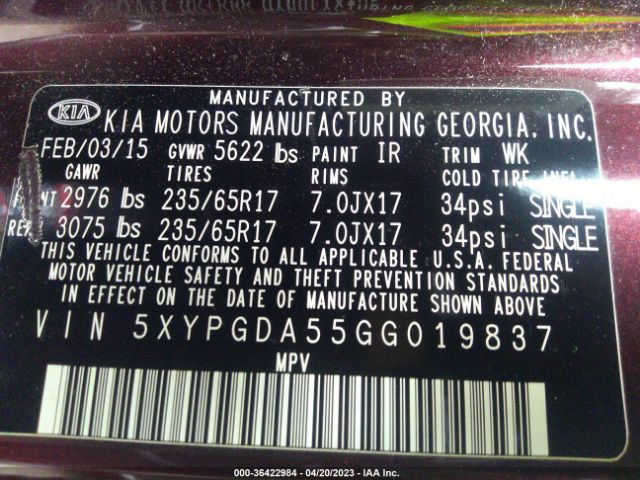 MANUFACTURED BY
KIA KIA MOTORS MANUFACTURING GEORGIA, INC.
FEB/03/15 GVWR 5622 lbs PAINT IR TRIM WK
GAWR TIRES RIMS COLD TIRE INFL
2976 lbs 235/65R17 7.0JX17 34psi SINGLE
3075 lbs 235/65R17 7.0JX17 34psi SINGLE
THIS VEHICLE CONFORMS TO ALL APPLICABLE U.S.A. FEDERAL
MOTOR VEHICLE SAFETY AND THEFT PREVENTION STANDARDS
IN EFFECT ON THE DATE OF MANUFACTURE SHOWN ABOVE
VIN 5XYPGDA55GG019837
MPV
000-36422984 - 04/20/2023 - IAA Inc.